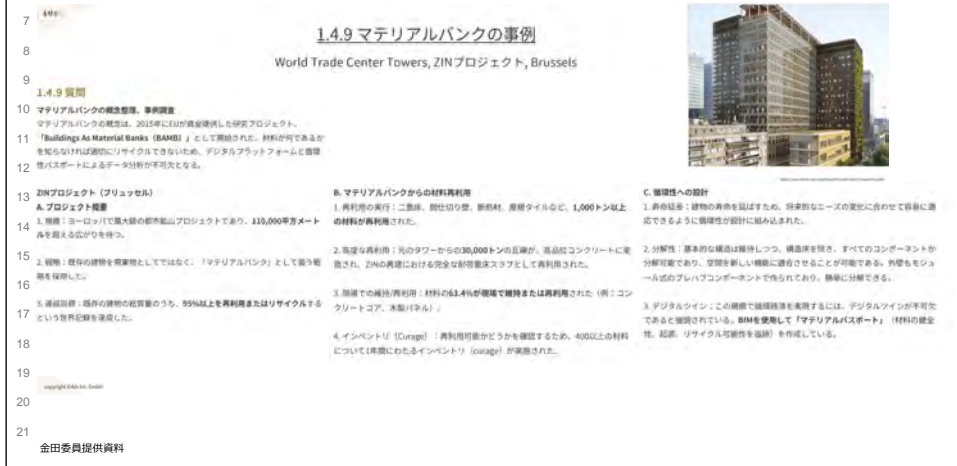 7
8
9
10
11
12
13
14
15
16
17
18
19
20
21
1.4.9 マテリアルバンクの事例
World Trade Center Towers, ZINプロジェクト, Brussels
1.4.9 質問
マテリアルバンクの概念整理、事例調査
マテリアルバンクの概念は、2015年にEUが資金提供した研究プロジェクト、
「Buildings As Material Banks（BAMB）」として開始された。材料が何であるか
を知らなければ適切にリサイクルできないため、デジタルプラットフォームと循環
性パスポートによるデータ分析が不可欠となる。
ZINプロジェクト（ブリュッセル）
A. プロジェクト概要
1. 規模：ヨーロッパで最大級の都市鉱山プロジェクトであり、110,000平方メート
ルを超える広がりを持つ。
2. 戦略：既存の建物を廃棄物としてではなく、「マテリアルバンク」として扱う戦
略を採用した。
3. 達成目標：既存の建物の総質量のうち、95%以上を再利用またはリサイクルする
という世界記録を達成した。
B. マテリアルバンクからの材料再利用
1. 再利用の実行：二重床、間仕切り壁、断熱材、屋根タイルなど、1,000トン以上
の材料が再利用された。
2. 高度な再利用：元のタワーからの30,000トンの瓦礫が、高品位コンクリートに変
換され、ZINの再建における完全な耐荷重床スラブとして再利用された。
3. 現場での維持/再利用：材料の63.4%が現場で維持または再利用された（例：コン
クリートコア、木製パネル）。
4. インベントリ（Curage）：再利用可能かどうかを確認するため、400以上の材料
について1年間にわたるインベントリ（curage）が実施された。
C. 循環性への設計
1. 寿命延長：建物の寿命を延ばすため、将来的なニーズの変化に合わせて容易に適
応できるように循環性が設計に組み込まれた。
2. 分解性：基本的な構造は維持しつつ、構造床を除き、すべてのコンポーネントが
分解可能であり、空間を新しい機能に適合させることが可能である。外壁もモジュ
ール式のプレハブコンポーネントで作られており、簡単に分解できる。
3. デジタルツイン：この規模で循環経済を実現するには、デジタルツインが不可欠
であると強調されている。BIMを使用して「マテリアルパスポート」（材料の健全
性、起源、リサイクル可能性を追跡）を作成している。
金田委員提供資料